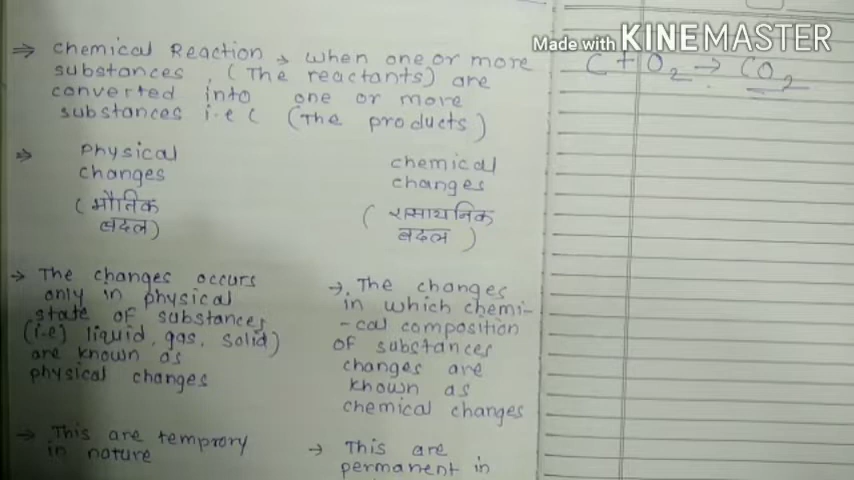 Made with KINEMASTER
⇒ Chemical Reaction → When one or more
substances, (The reactants) are
converted into one or more
substances i.e ( (The products)
C + O2 → CO2
⇒ Physical
changes
(भौतिक
बदल)
chemical
changes
( रासायनिक
बदल )
→ The changes occurs
only in physical
state of substances
(i.e) liquid, gas, solid)
are known as
physical changes
→ The changes
in which chemi-
-cal composition
of substances
changes are
known as
chemical changes
→ This are temprory
in nature
→ This are
permanent in